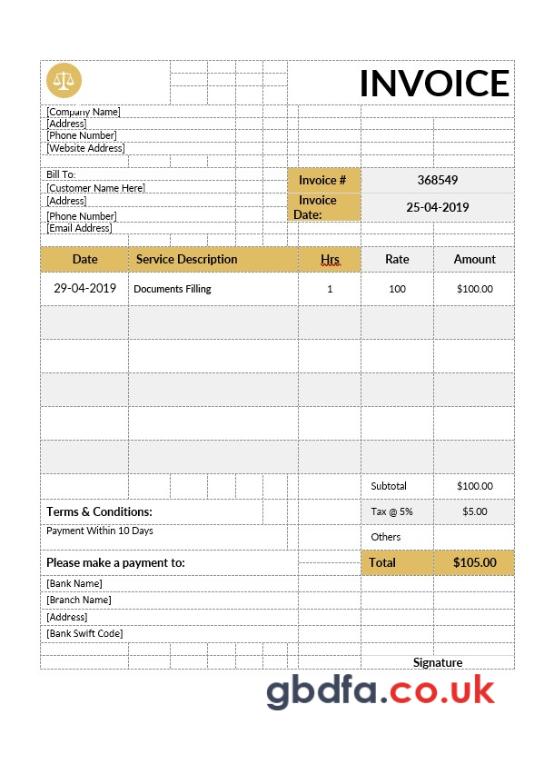 INVOICE
[Company Name]
[Address]
[Phone Number]
[Website Address]
Bill To:
[Customer Name Here]
[Address]
[Phone Number]
[Email Address]
Invoice # 368549
Invoice Date: 25-04-2019
Date Service Description Hrs Rate Amount
29-04-2019 Documents Filling 1 100 $100.00
Subtotal $100.00
Terms & Conditions: Tax @ 5% $5.00
Payment Within 10 Days Others
Please make a payment to: Total $105.00
[Bank Name]
[Branch Name]
[Address]
[Bank Swift Code]
Signature
gbdfa.co.uk